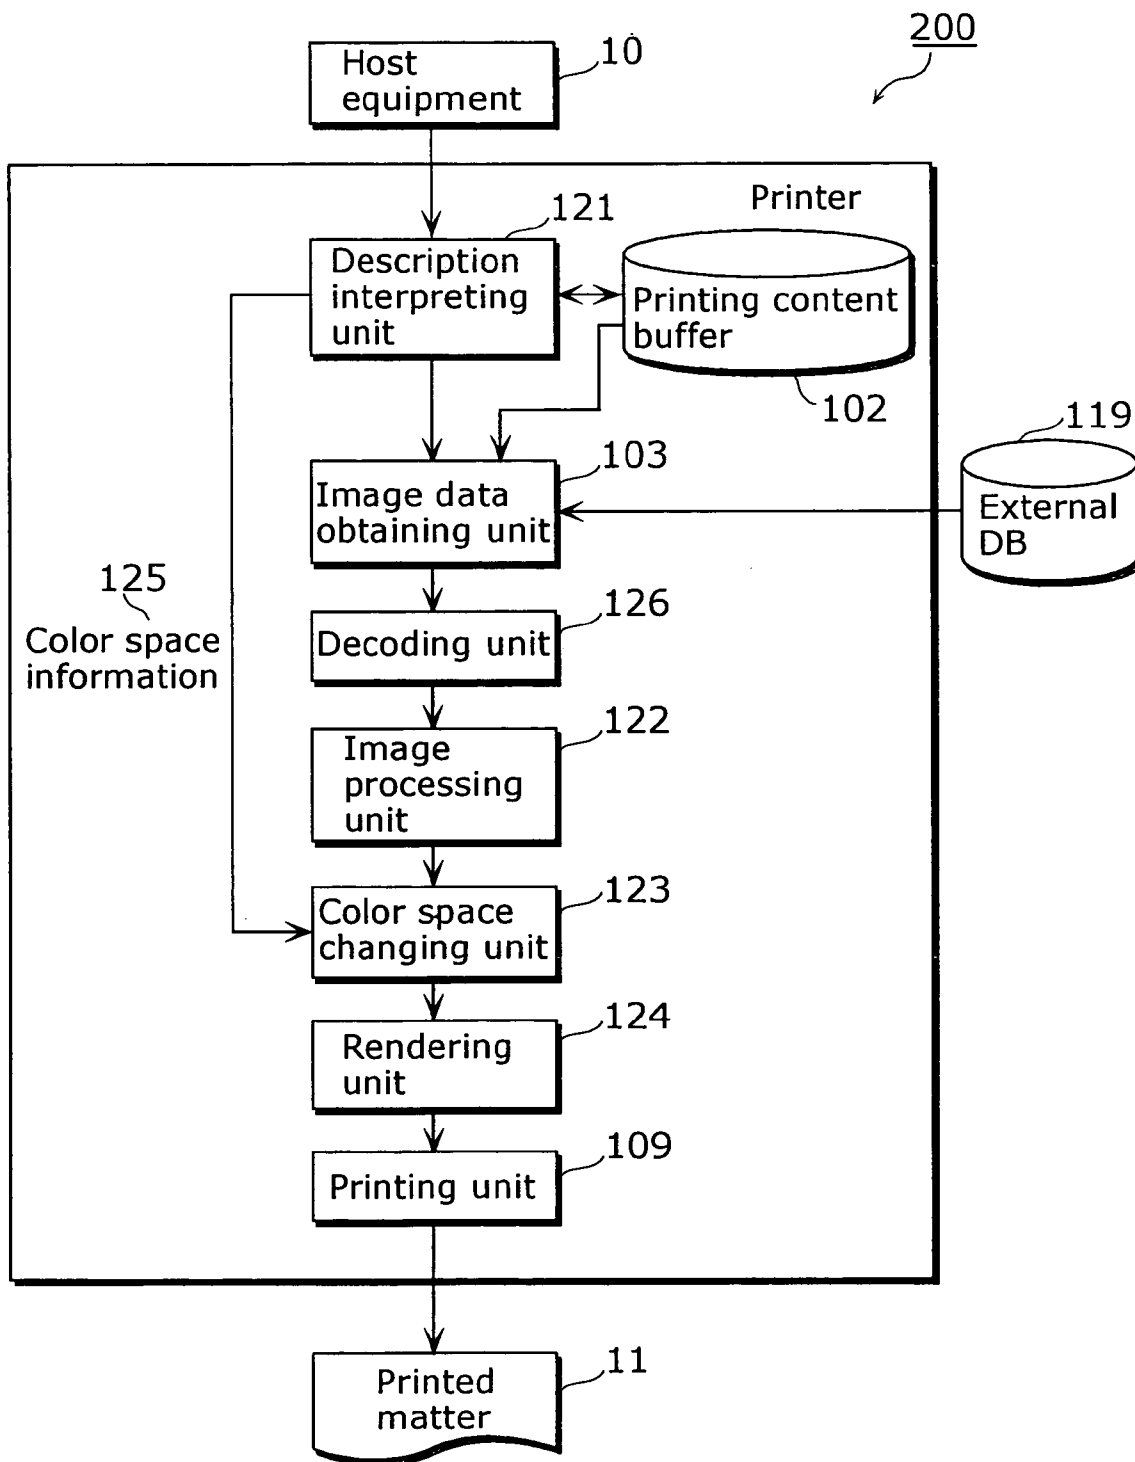 200
Host
equipment
10
Printer
121
Description
interpreting
unit
Printing content
buffer
102
119
External
DB
103
Image data
obtaining unit
125
Color space
information
126
Decoding unit
122
Image
processing
unit
123
Color space
changing unit
124
Rendering
unit
109
Printing unit
11
Printed
matter